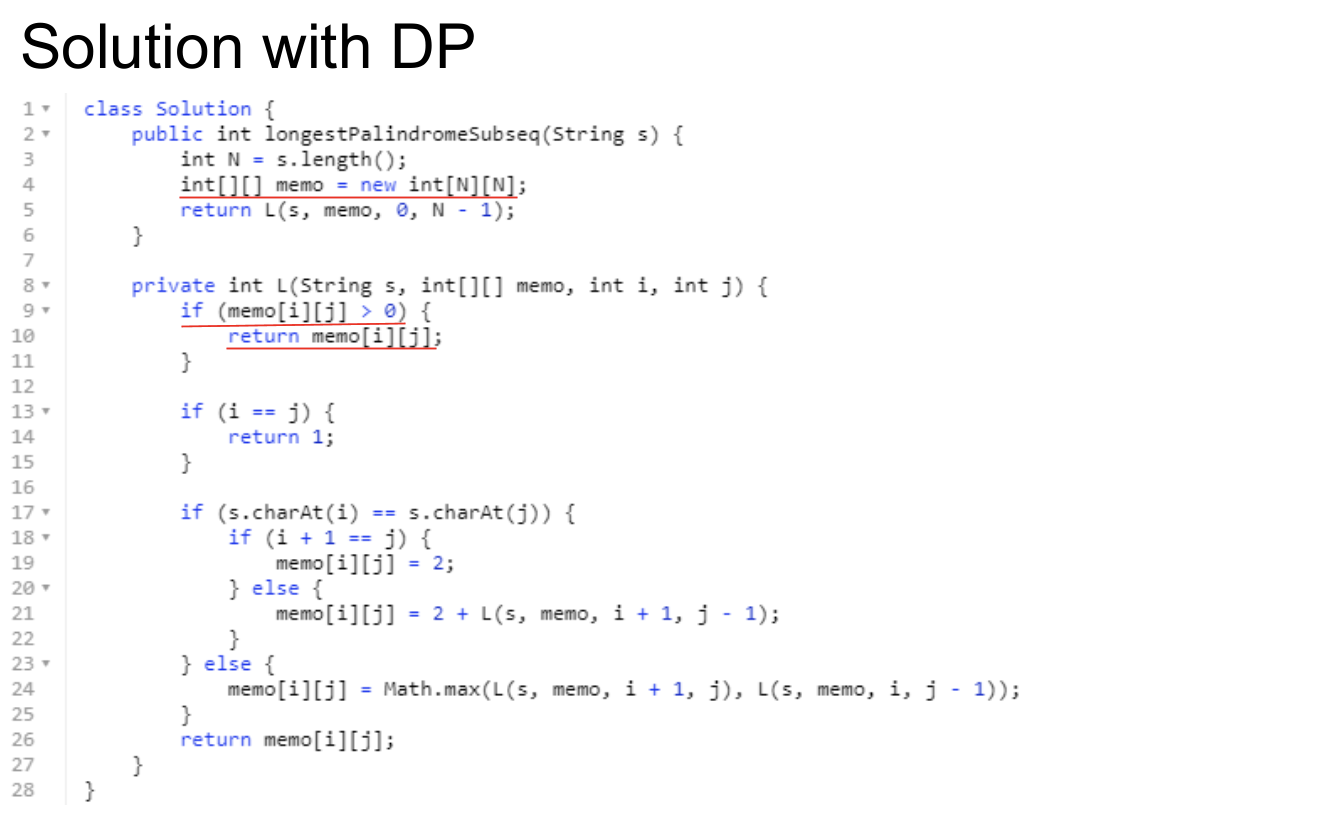 Solution with DP
1 class Solution {
2 public int longestPalindromeSubseq(String s) {
3 int N = s.length();
4 int[][] memo = new int[N][N];
5 return L(s, memo, 0, N - 1);
6 }
7
8 private int L(String s, int[][] memo, int i, int j) {
9 if (memo[i][j] > 0) {
10 return memo[i][j];
11 }
12
13 if (i == j) {
14 return 1;
15 }
16
17 if (s.charAt(i) == s.charAt(j)) {
18 if (i + 1 == j) {
19 memo[i][j] = 2;
20 } else {
21 memo[i][j] = 2 + L(s, memo, i + 1, j - 1);
22 }
23 } else {
24 memo[i][j] = Math.max(L(s, memo, i + 1, j), L(s, memo, i, j - 1));
25 }
26 return memo[i][j];
27 }
28 }